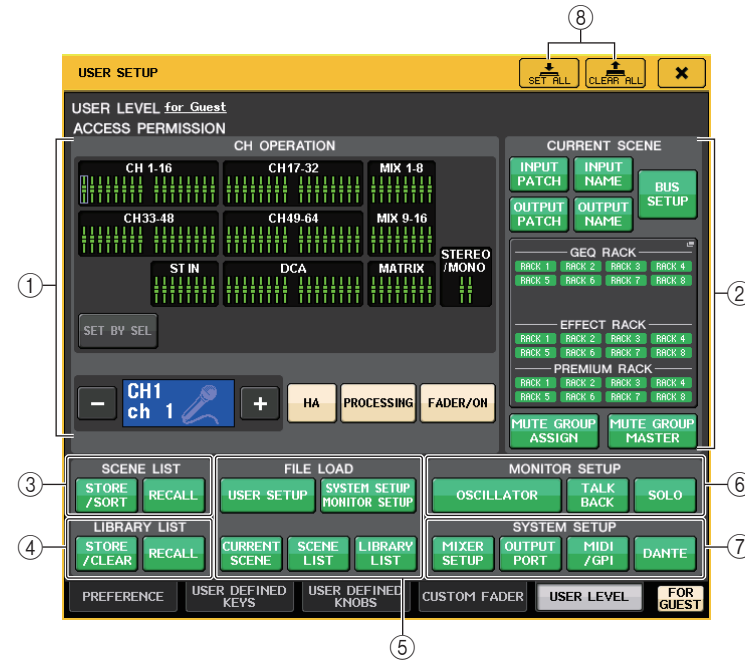 ⑧
USER SETUP
SET ALL
CLEAR ALL
USER LEVEL for Guest
ACCESS PERMISSION
CH OPERATION
CH 1-16
CH17-32
MIX 1-8
CH33-48
CH49-64
MIX 9-16
ST IN
DCA
MATRIX
STEREO
/MONO
SET BY SEL
CH1
ch 1
HA
PROCESSING
FADER/ON
①
CURRENT SCENE
INPUT
PATCH
INPUT
NAME
BUS
SETUP
OUTPUT
PATCH
OUTPUT
NAME
GEQ RACK
RACK 1 RACK 2 RACK 3 RACK 4
RACK 5 RACK 6 RACK 7 RACK 8
EFFECT RACK
RACK 1 RACK 2 RACK 3 RACK 4
RACK 5 RACK 6 RACK 7 RACK 8
PREMIUM RACK
RACK 1 RACK 2 RACK 3 RACK 4
RACK 5 RACK 6 RACK 7 RACK 8
MUTE GROUP
ASSIGN
MUTE GROUP
MASTER
②
③
SCENE LIST
STORE
/SORT
RECALL
④
LIBRARY LIST
STORE
/CLEAR
RECALL
FILE LOAD
USER SETUP
SYSTEM SETUP
MONITOR SETUP
CURRENT
SCENE
SCENE
LIST
LIBRARY
LIST
⑤
MONITOR SETUP
OSCILLATOR
TALK
BACK
SOLO
⑥
SYSTEM SETUP
MIXER
SETUP
OUTPUT
PORT
MIDI
/GPI
DANTE
⑦
PREFERENCE
USER DEFINED
KEYS
USER DEFINED
KNOBS
CUSTOM FADER
USER LEVEL
FOR
GUEST